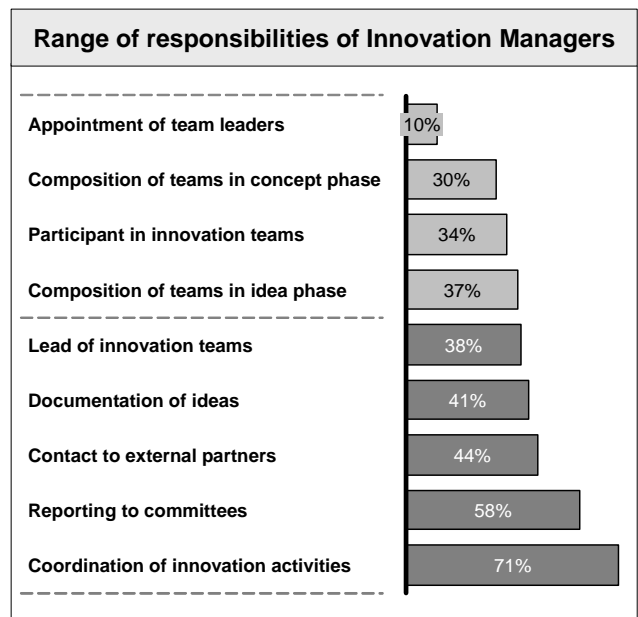 Range of responsibilities of Innovation Managers
Appointment of team leaders 10%
Composition of teams in concept phase 30%
Participant in innovation teams 34%
Composition of teams in idea phase 37%
Lead of innovation teams 38%
Documentation of ideas 41%
Contact to external partners 44%
Reporting to committees 58%
Coordination of innovation activities 71%